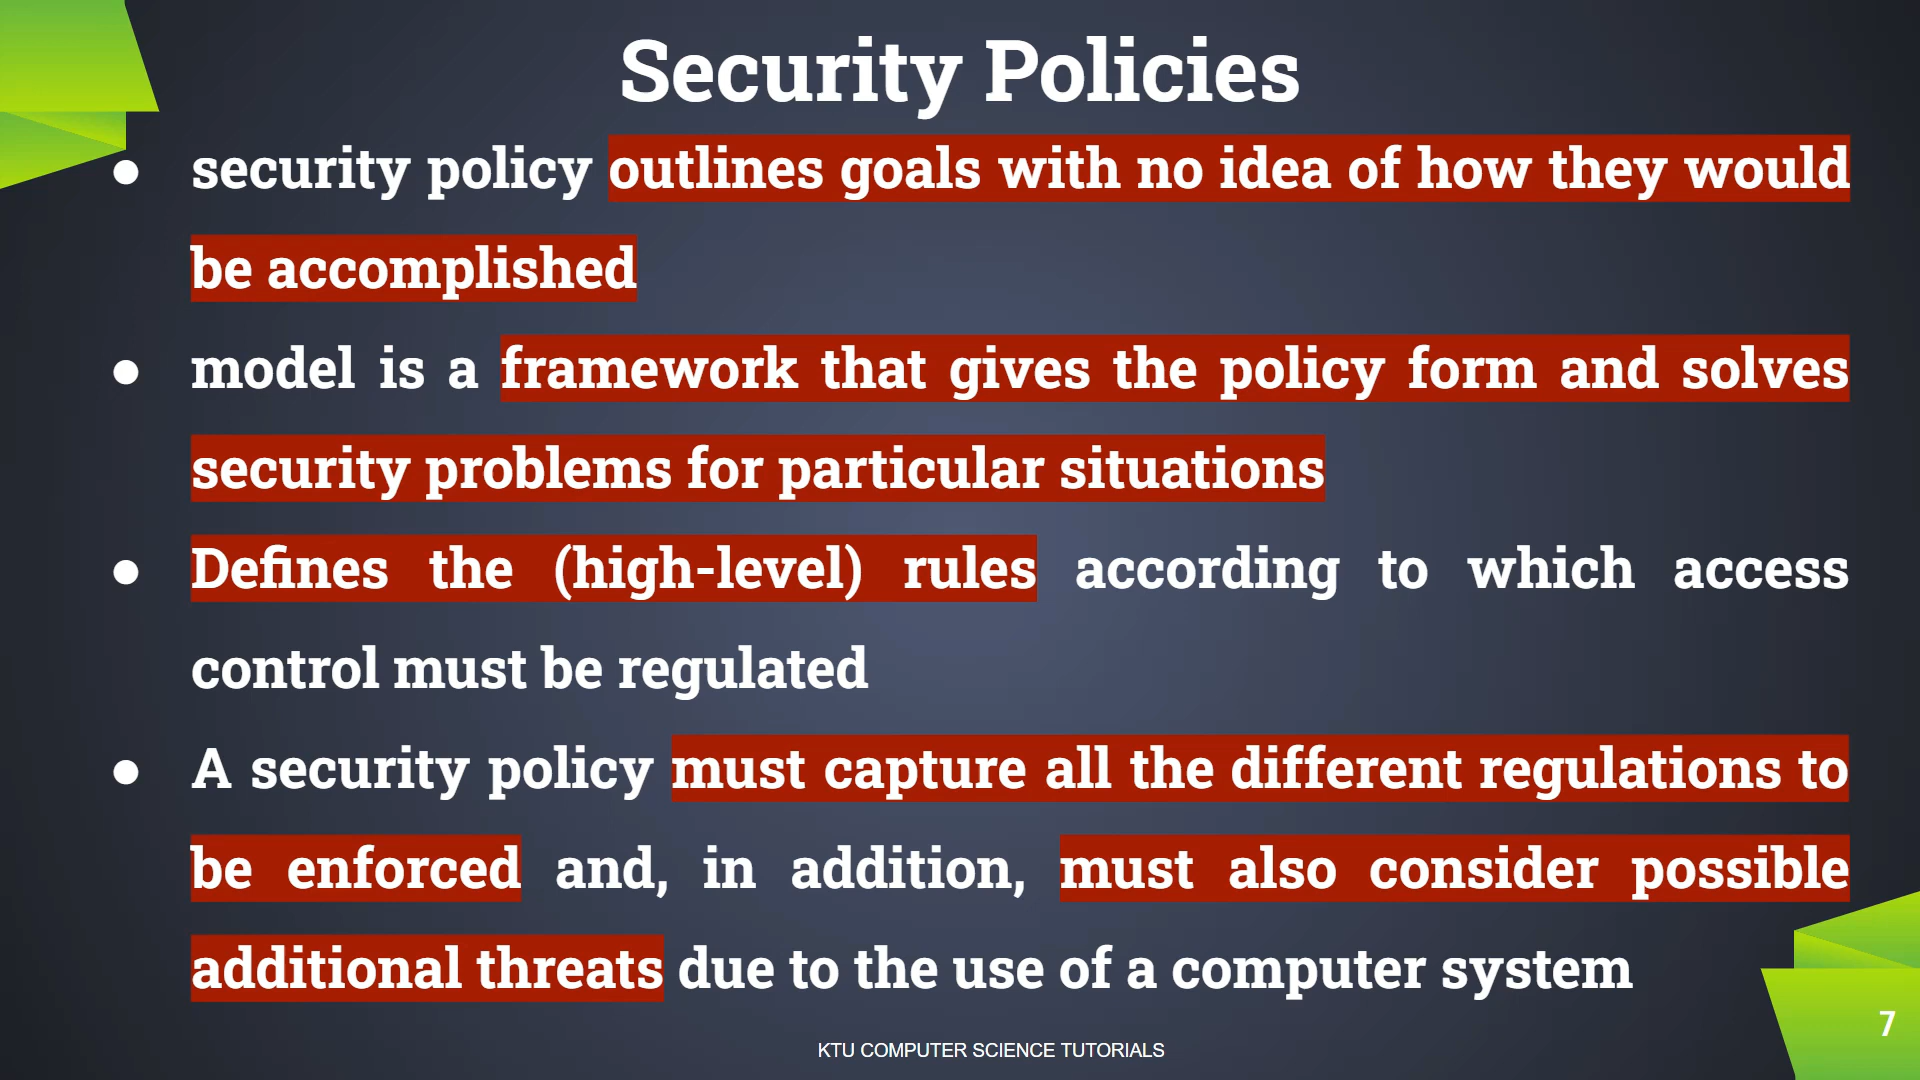 Security Policies
● security policy outlines goals with no idea of how they would
be accomplished
● model is a framework that gives the policy form and solves
security problems for particular situations
● Defines the (high-level) rules according to which access
control must be regulated
● A security policy must capture all the different regulations to
be enforced and, in addition, must also consider possible
additional threats due to the use of a computer system
7
KTU COMPUTER SCIENCE TUTORIALS